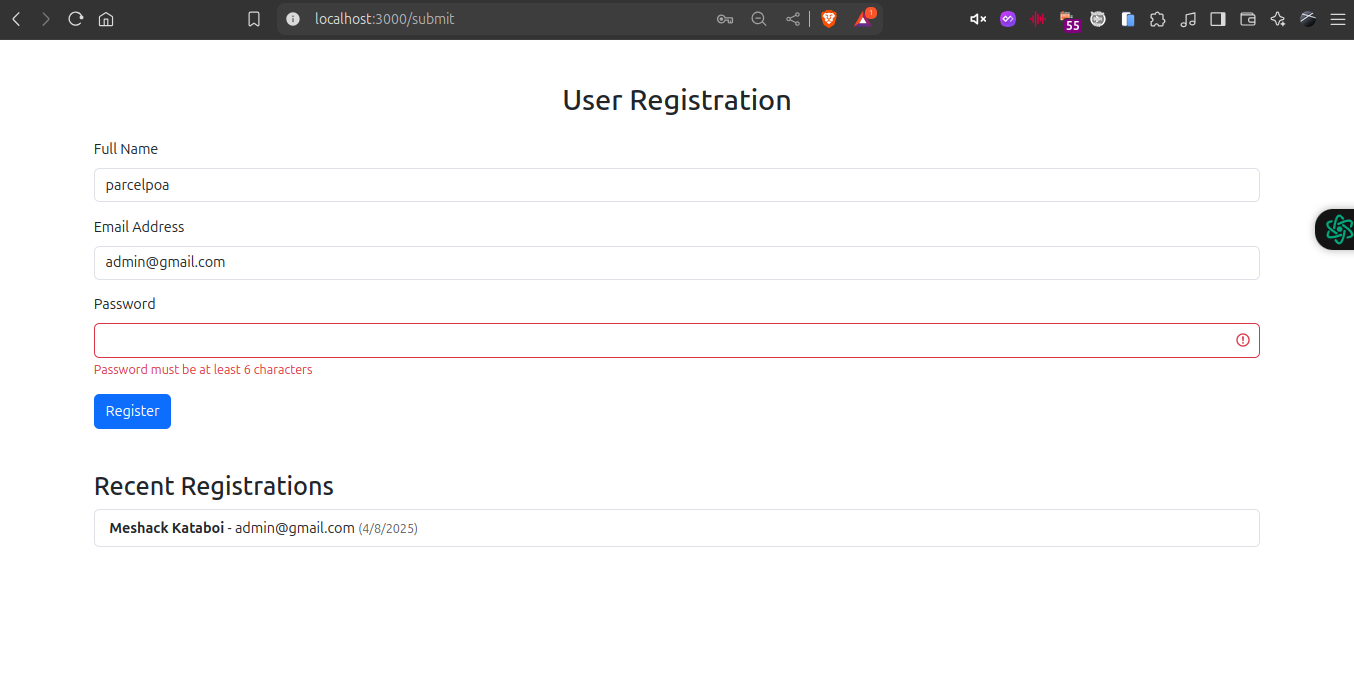 localhost:3000/submit
1
55
User Registration
Full Name
parcelpoa
Email Address
admin@gmail.com
Password
Password must be at least 6 characters
Register
Recent Registrations
Meshack Kataboi - admin@gmail.com (4/8/2025)